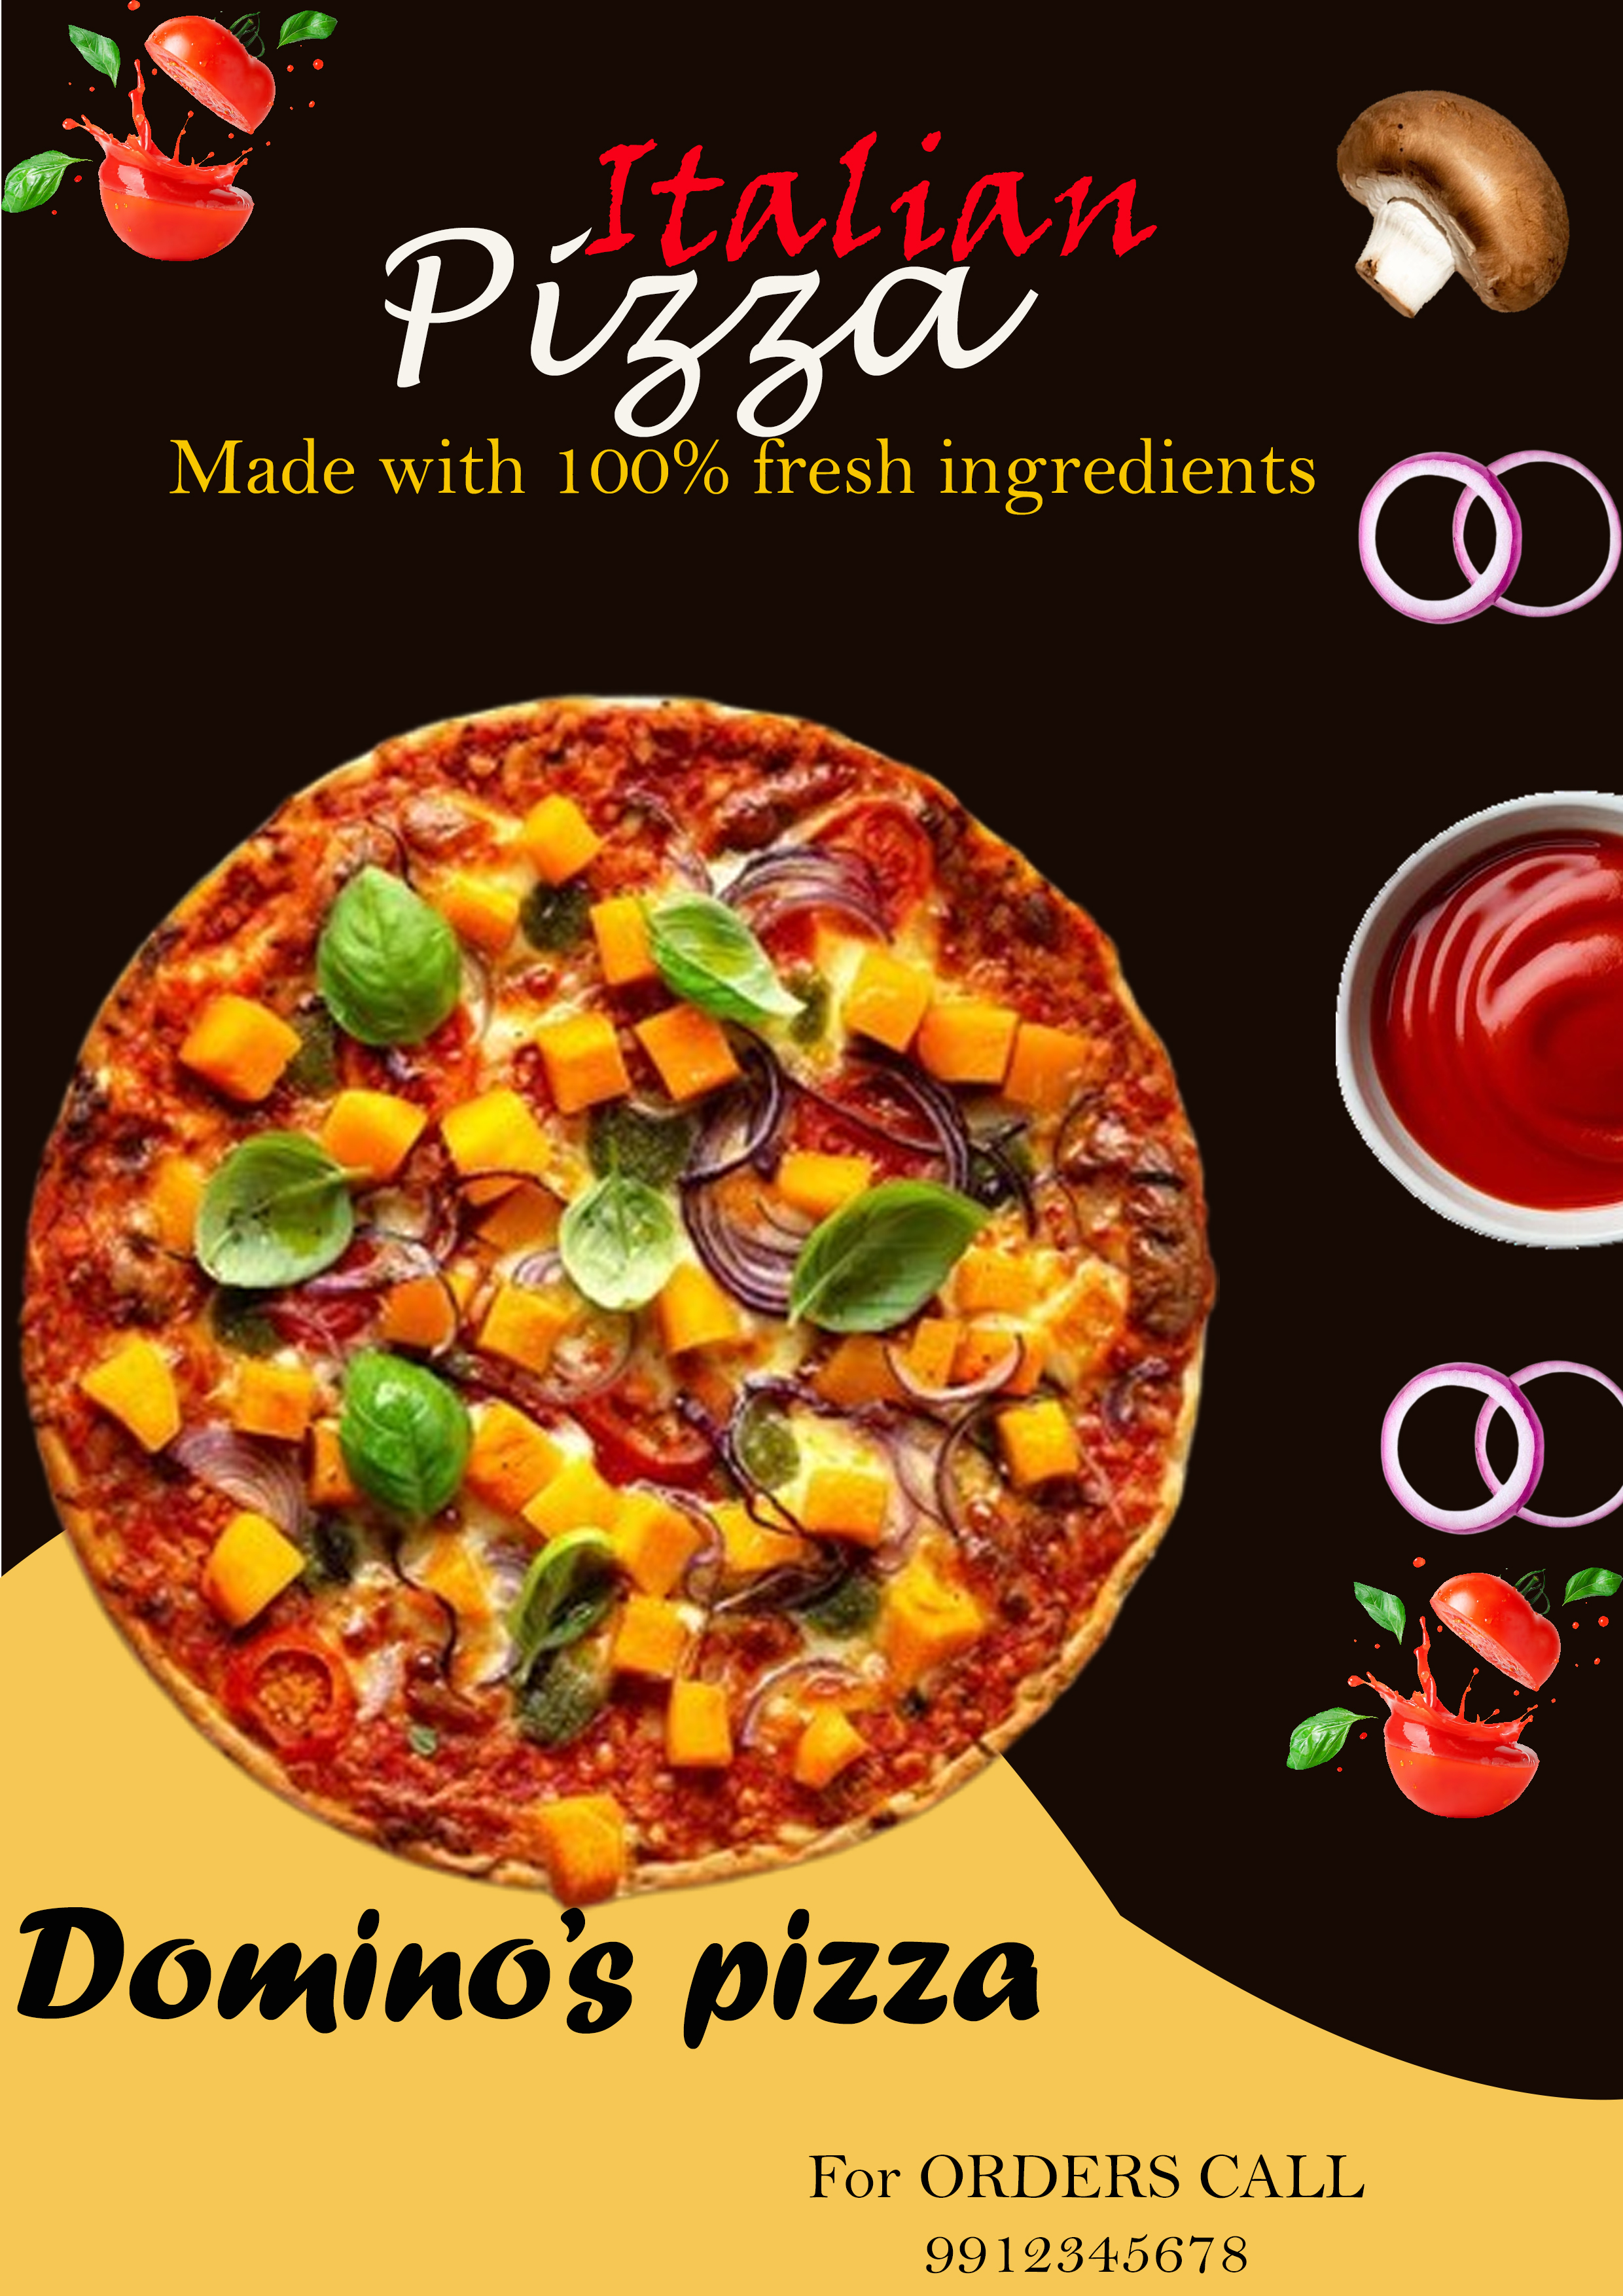 Italian
Pizza
Made with 100% fresh ingredients
Domino's pizza
For ORDERS CALL
9912345678